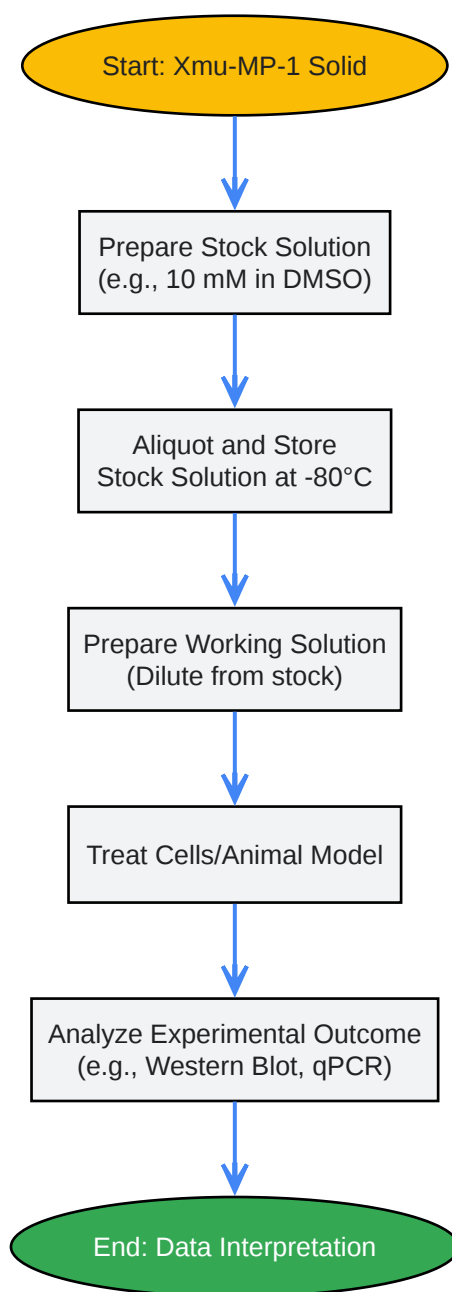 Start: Xmu-MP-1 Solid
Prepare Stock Solution
(e.g., 10 mM in DMSO)
Aliquot and Store
Stock Solution at -80°C
Prepare Working Solution
(Dilute from stock)
Treat Cells/Animal Model
Analyze Experimental Outcome
(e.g., Western Blot, qPCR)
End: Data Interpretation